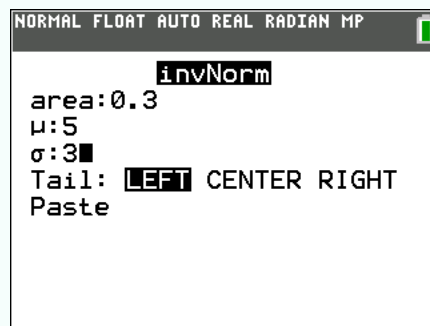 NORMAL FLOAT AUTO REAL RADIAN MP
invNorm
area:0.3
μ:5
σ:3
Tail: LEFT CENTER RIGHT
Paste